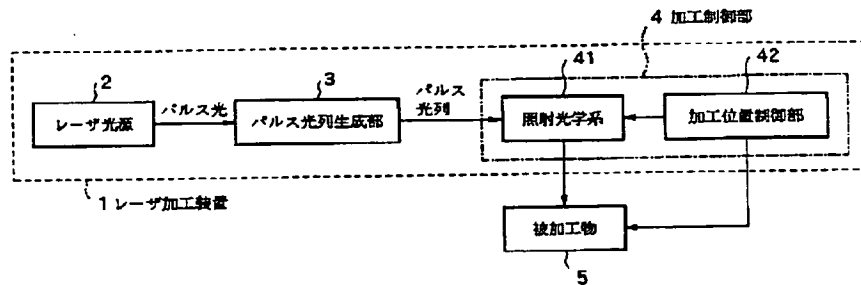 4 加工制御部
2
3
41
42
レーザ光源
パルス光
パルス光列生成部
パルス
光列
照射光学系
加工位置制御部
1 レーザ加工装置
被加工物
5